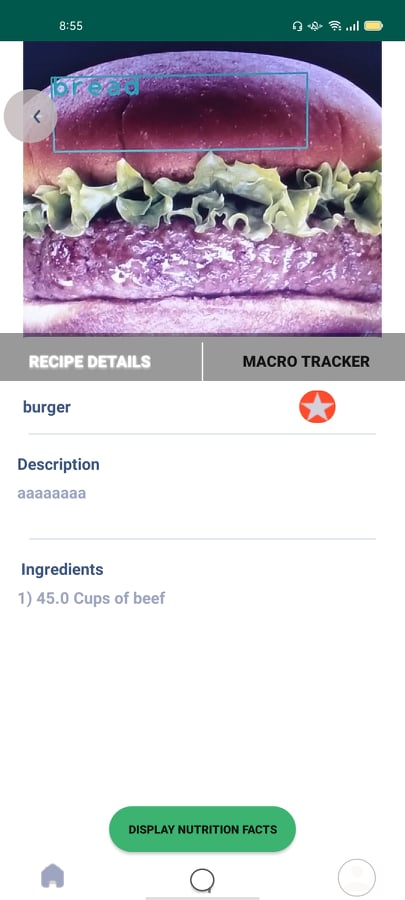 8:55
bread
RECIPE DETAILS
MACRO TRACKER
burger
Description
aaaaaaaa
Ingredients
1) 45.0 Cups of beef
DISPLAY NUTRITION FACTS